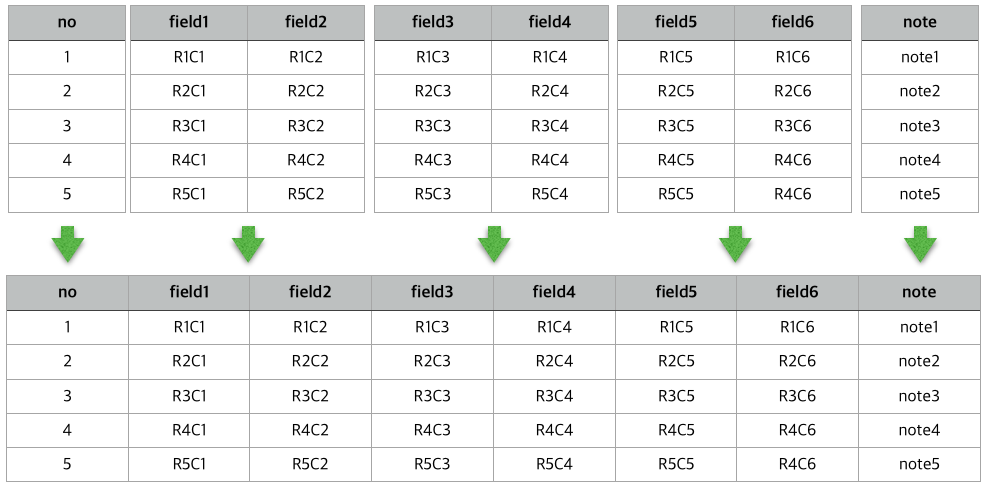 no field1 field2 field3 field4 field5 field6 note
1 R1C1 R1C2 R1C3 R1C4 R1C5 R1C6 note1
2 R2C1 R2C2 R2C3 R2C4 R2C5 R2C6 note2
3 R3C1 R3C2 R3C3 R3C4 R3C5 R3C6 note3
4 R4C1 R4C2 R4C3 R4C4 R4C5 R4C6 note4
5 R5C1 R5C2 R5C3 R5C4 R5C5 R4C6 note5
no field1 field2 field3 field4 field5 field6 note
1 R1C1 R1C2 R1C3 R1C4 R1C5 R1C6 note1
2 R2C1 R2C2 R2C3 R2C4 R2C5 R2C6 note2
3 R3C1 R3C2 R3C3 R3C4 R3C5 R3C6 note3
4 R4C1 R4C2 R4C3 R4C4 R4C5 R4C6 note4
5 R5C1 R5C2 R5C3 R5C4 R5C5 R4C6 note5